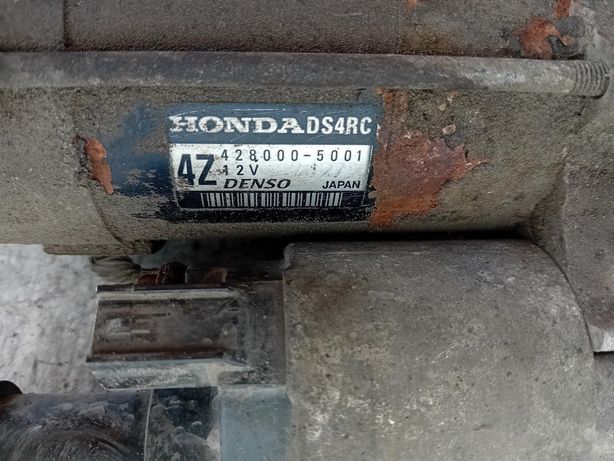 HONDA DS4RC
4Z 428000-5001
12V
DENSO JAPAN